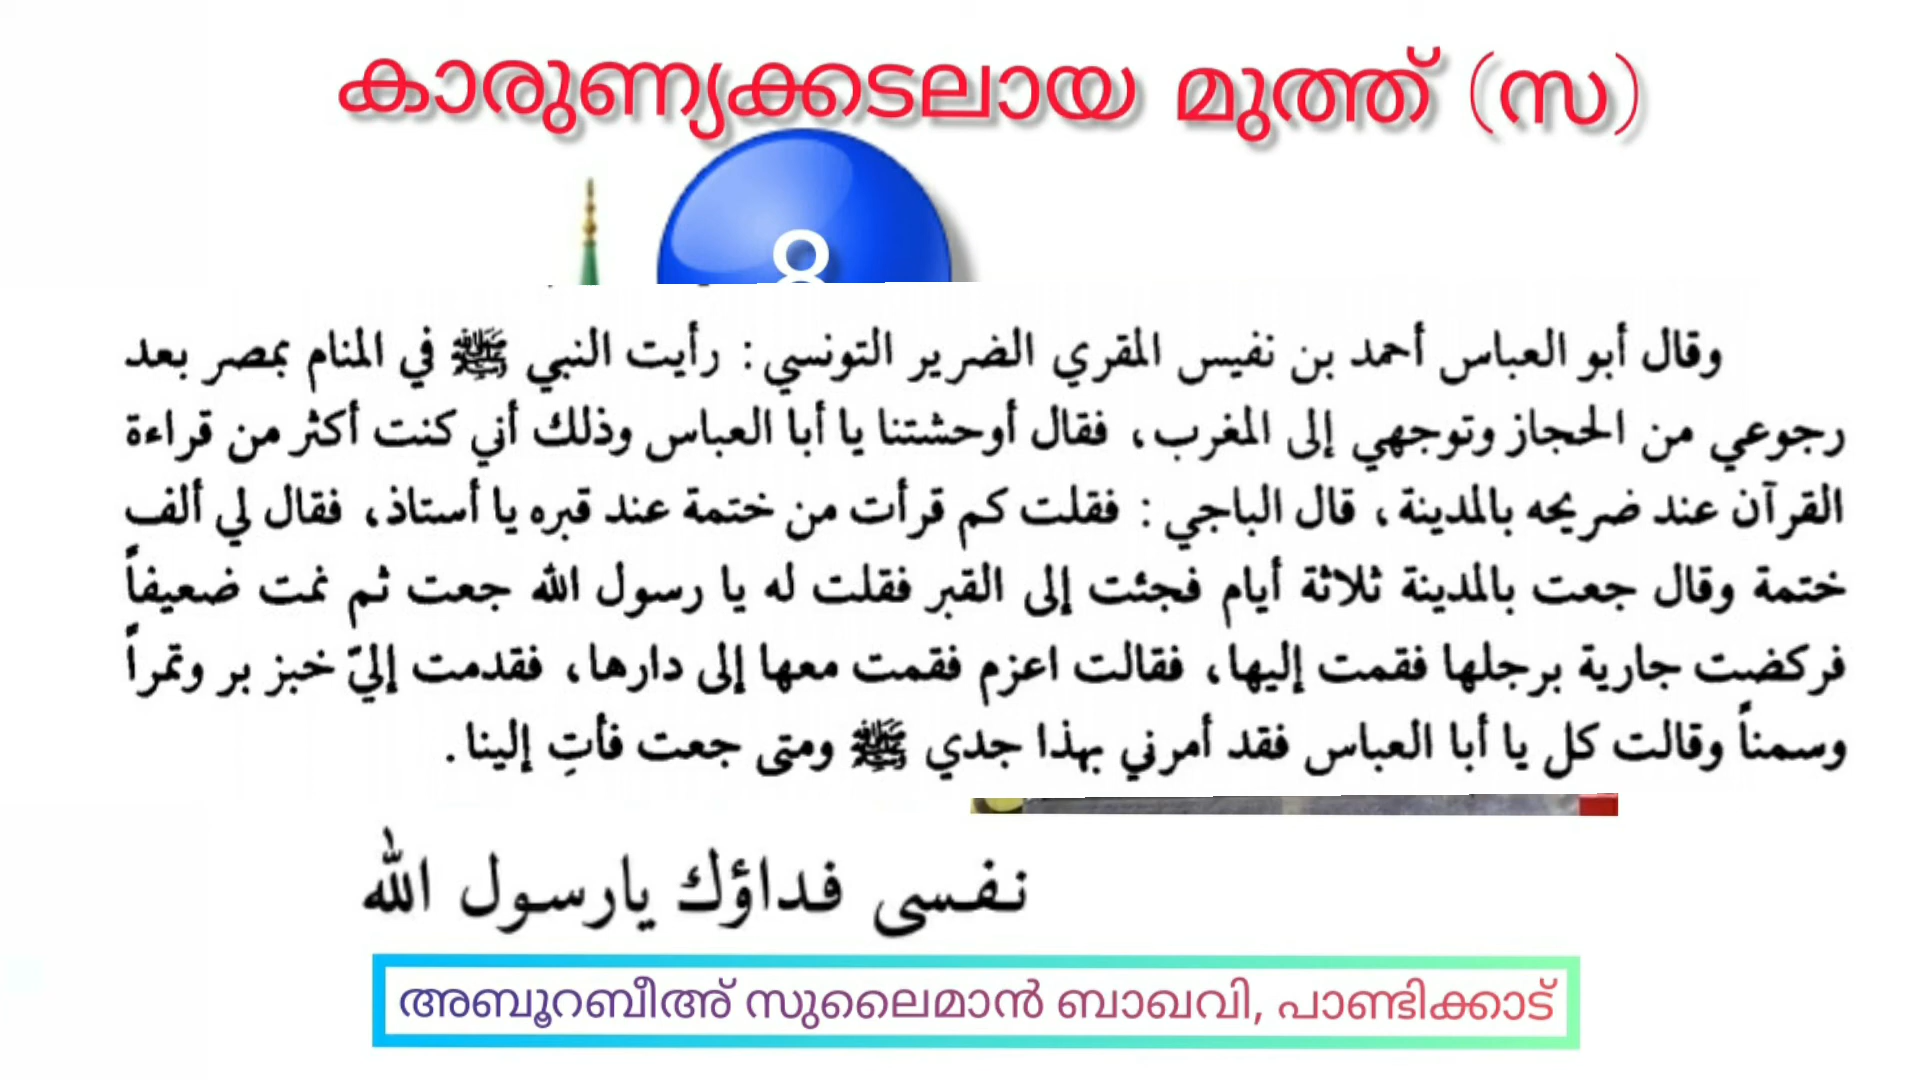 കാരുണ്യക്കടലായ മുത്ത് (സ)
8
وقال أبو العباس أحمد بن نفيس المقري الضرير التونسي : رأيت النبي ﷺ في المنام بمصر بعد
رجوعي من الحجاز وتوجهي إلى المغرب، فقال أوحشتنا يا أبا العباس وذلك أني كنت أكثر من قراءة
القرآن عند ضريحه بالمدينة، قال الباجي : فقلت كم قرأت من ختمة عند قبره يا أستاذ، فقال لي ألف
ختمة وقال جعت بالمدينة ثلاثة أيام فجئت إلى القبر فقلت له يا رسول الله جعت ثم نمت ضعيفاً
فركضت جارية برجلها فقمت إليها، فقالت اعزم فقمت معها إلى دارها، فقدمت إليّ خبز بر وتمراً
وسمناً وقالت كل يا أبا العباس فقد أمرني بهذا جدي ﷺ ومتى جعت فأتِ إلينا.
نفسى فداؤك يارسول الله
അബൂറബീഅ് സുലൈമാൻ ബാഖവി, പാണ്ടിക്കാട്